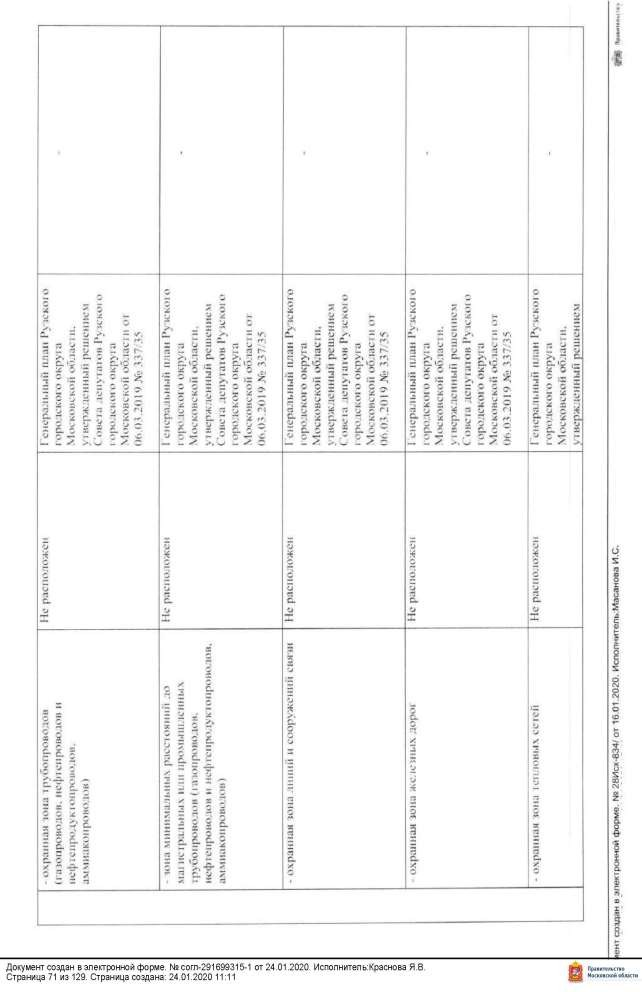 - охранная зона трубопроводов
(газопроводов, нефтепроводов и
нефтепродуктопроводов,
аммиакопроводов)
Не расположен
Генеральный план Рузского
городского округа
Московской области,
утвержденный решением
Совета депутатов Рузского
городского округа
Московской области от
06.03.2019 № 337/35
-
- зона минимальных расстояний до
магистральных или промышленных
трубопроводов (газопроводов,
нефтепроводов и нефтепродуктопроводов,
аммиакопроводов)
Не расположен
Генеральный план Рузского
городского округа
Московской области,
утвержденный решением
Совета депутатов Рузского
городского округа
Московской области от
06.03.2019 № 337/35
-
- охранная зона линий и сооружений связи
Не расположен
Генеральный план Рузского
городского округа
Московской области,
утвержденный решением
Совета депутатов Рузского
городского округа
Московской области от
06.03.2019 № 337/35
-
- охранная зона железных дорог
Не расположен
Генеральный план Рузского
городского округа
Московской области,
утвержденный решением
Совета депутатов Рузского
городского округа
Московской области от
06.03.2019 № 337/35
-
- охранная зона тепловых сетей
Не расположен
Генеральный план Рузского
городского округа
Московской области,
утвержденный решением
-
мент создан в электронной форме. № 28Исх-834/ от 16.01.2020. Исполнитель:Масанова И.С.
Правительство
Документ создан в электронной форме. № согл-291699315-1 от 24.01.2020. Исполнитель:Краснова Я.В.
Страница 71 из 129. Страница создана: 24.01.2020 11:11
Правительство
Московской области